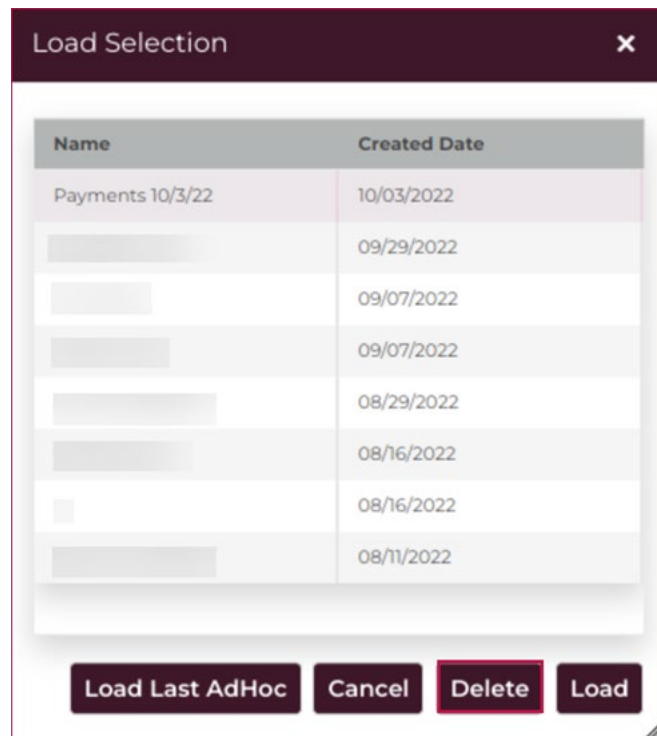 Load Selection ×
Name Created Date
Payments 10/3/22 10/03/2022
09/29/2022
09/07/2022
09/07/2022
08/29/2022
08/16/2022
08/16/2022
08/11/2022
Load Last AdHoc Cancel Delete Load